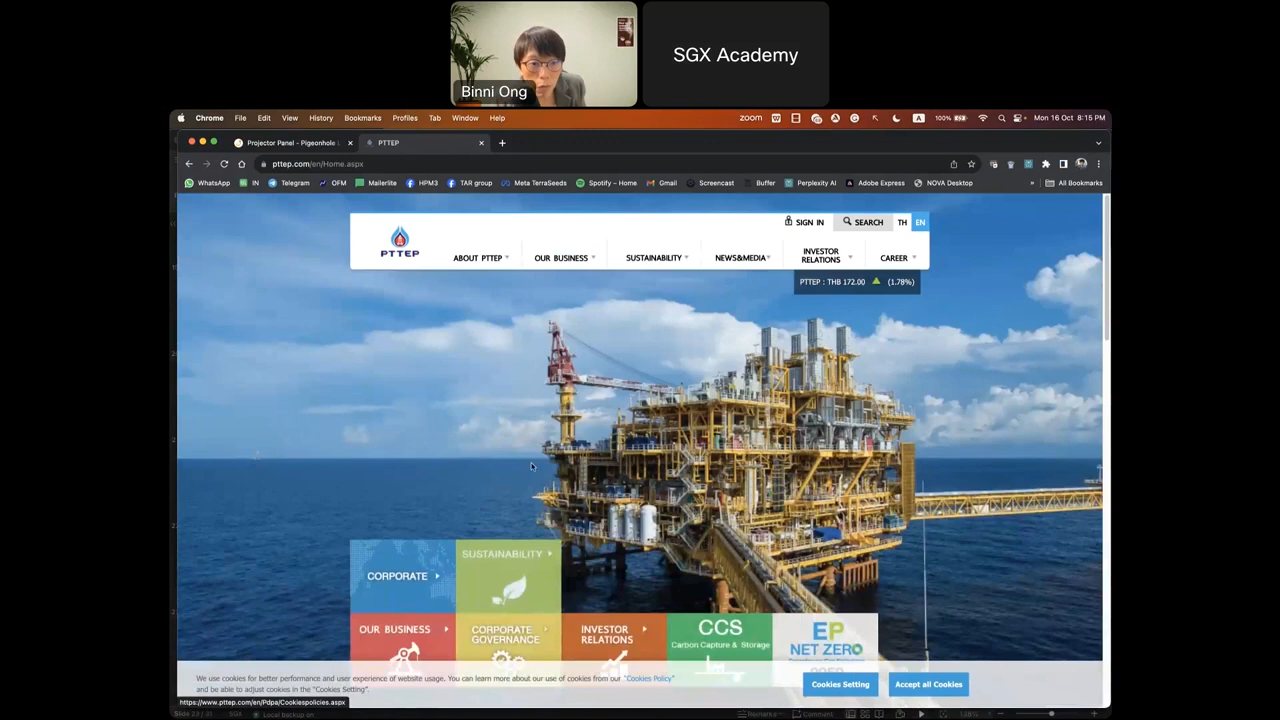 SGX Academy
Binni Ong
Chrome File Edit View History Bookmarks Profiles Tab Window Help
zoom
100%
Mon 16 Oct 8:15 PM
Projector Panel - Pigeonhole L
PTTEP
pttep.com/en/Home.aspx
WhatsApp IN Telegram OFM Mailerlite HPM3 TAR group Meta TerraSeeds Spotify – Home Gmail Screencast Buffer Perplexity AI Adobe Express NOVA Desktop » All Bookmarks
SIGN IN SEARCH TH EN
PTTEP
ABOUT PTTEP OUR BUSINESS SUSTAINABILITY NEWS&MEDIA INVESTOR RELATIONS CAREER
PTTEP : THB 172.00 (1.78%)
SUSTAINABILITY
CORPORATE
OUR BUSINESS
CORPORATE GOVERNANCE
INVESTOR RELATIONS
CCS
Carbon Capture & Storage
EP
NET ZERO
We use cookies for better performance and user experience of website usage. You can learn more about our use of cookies from our "Cookies Policy"
and be able to adjust cookies in the "Cookies Setting".
Cookies Setting
Accept all Cookies
https://www.pttep.com/en/Pdpa/Cookiespolicies.aspx